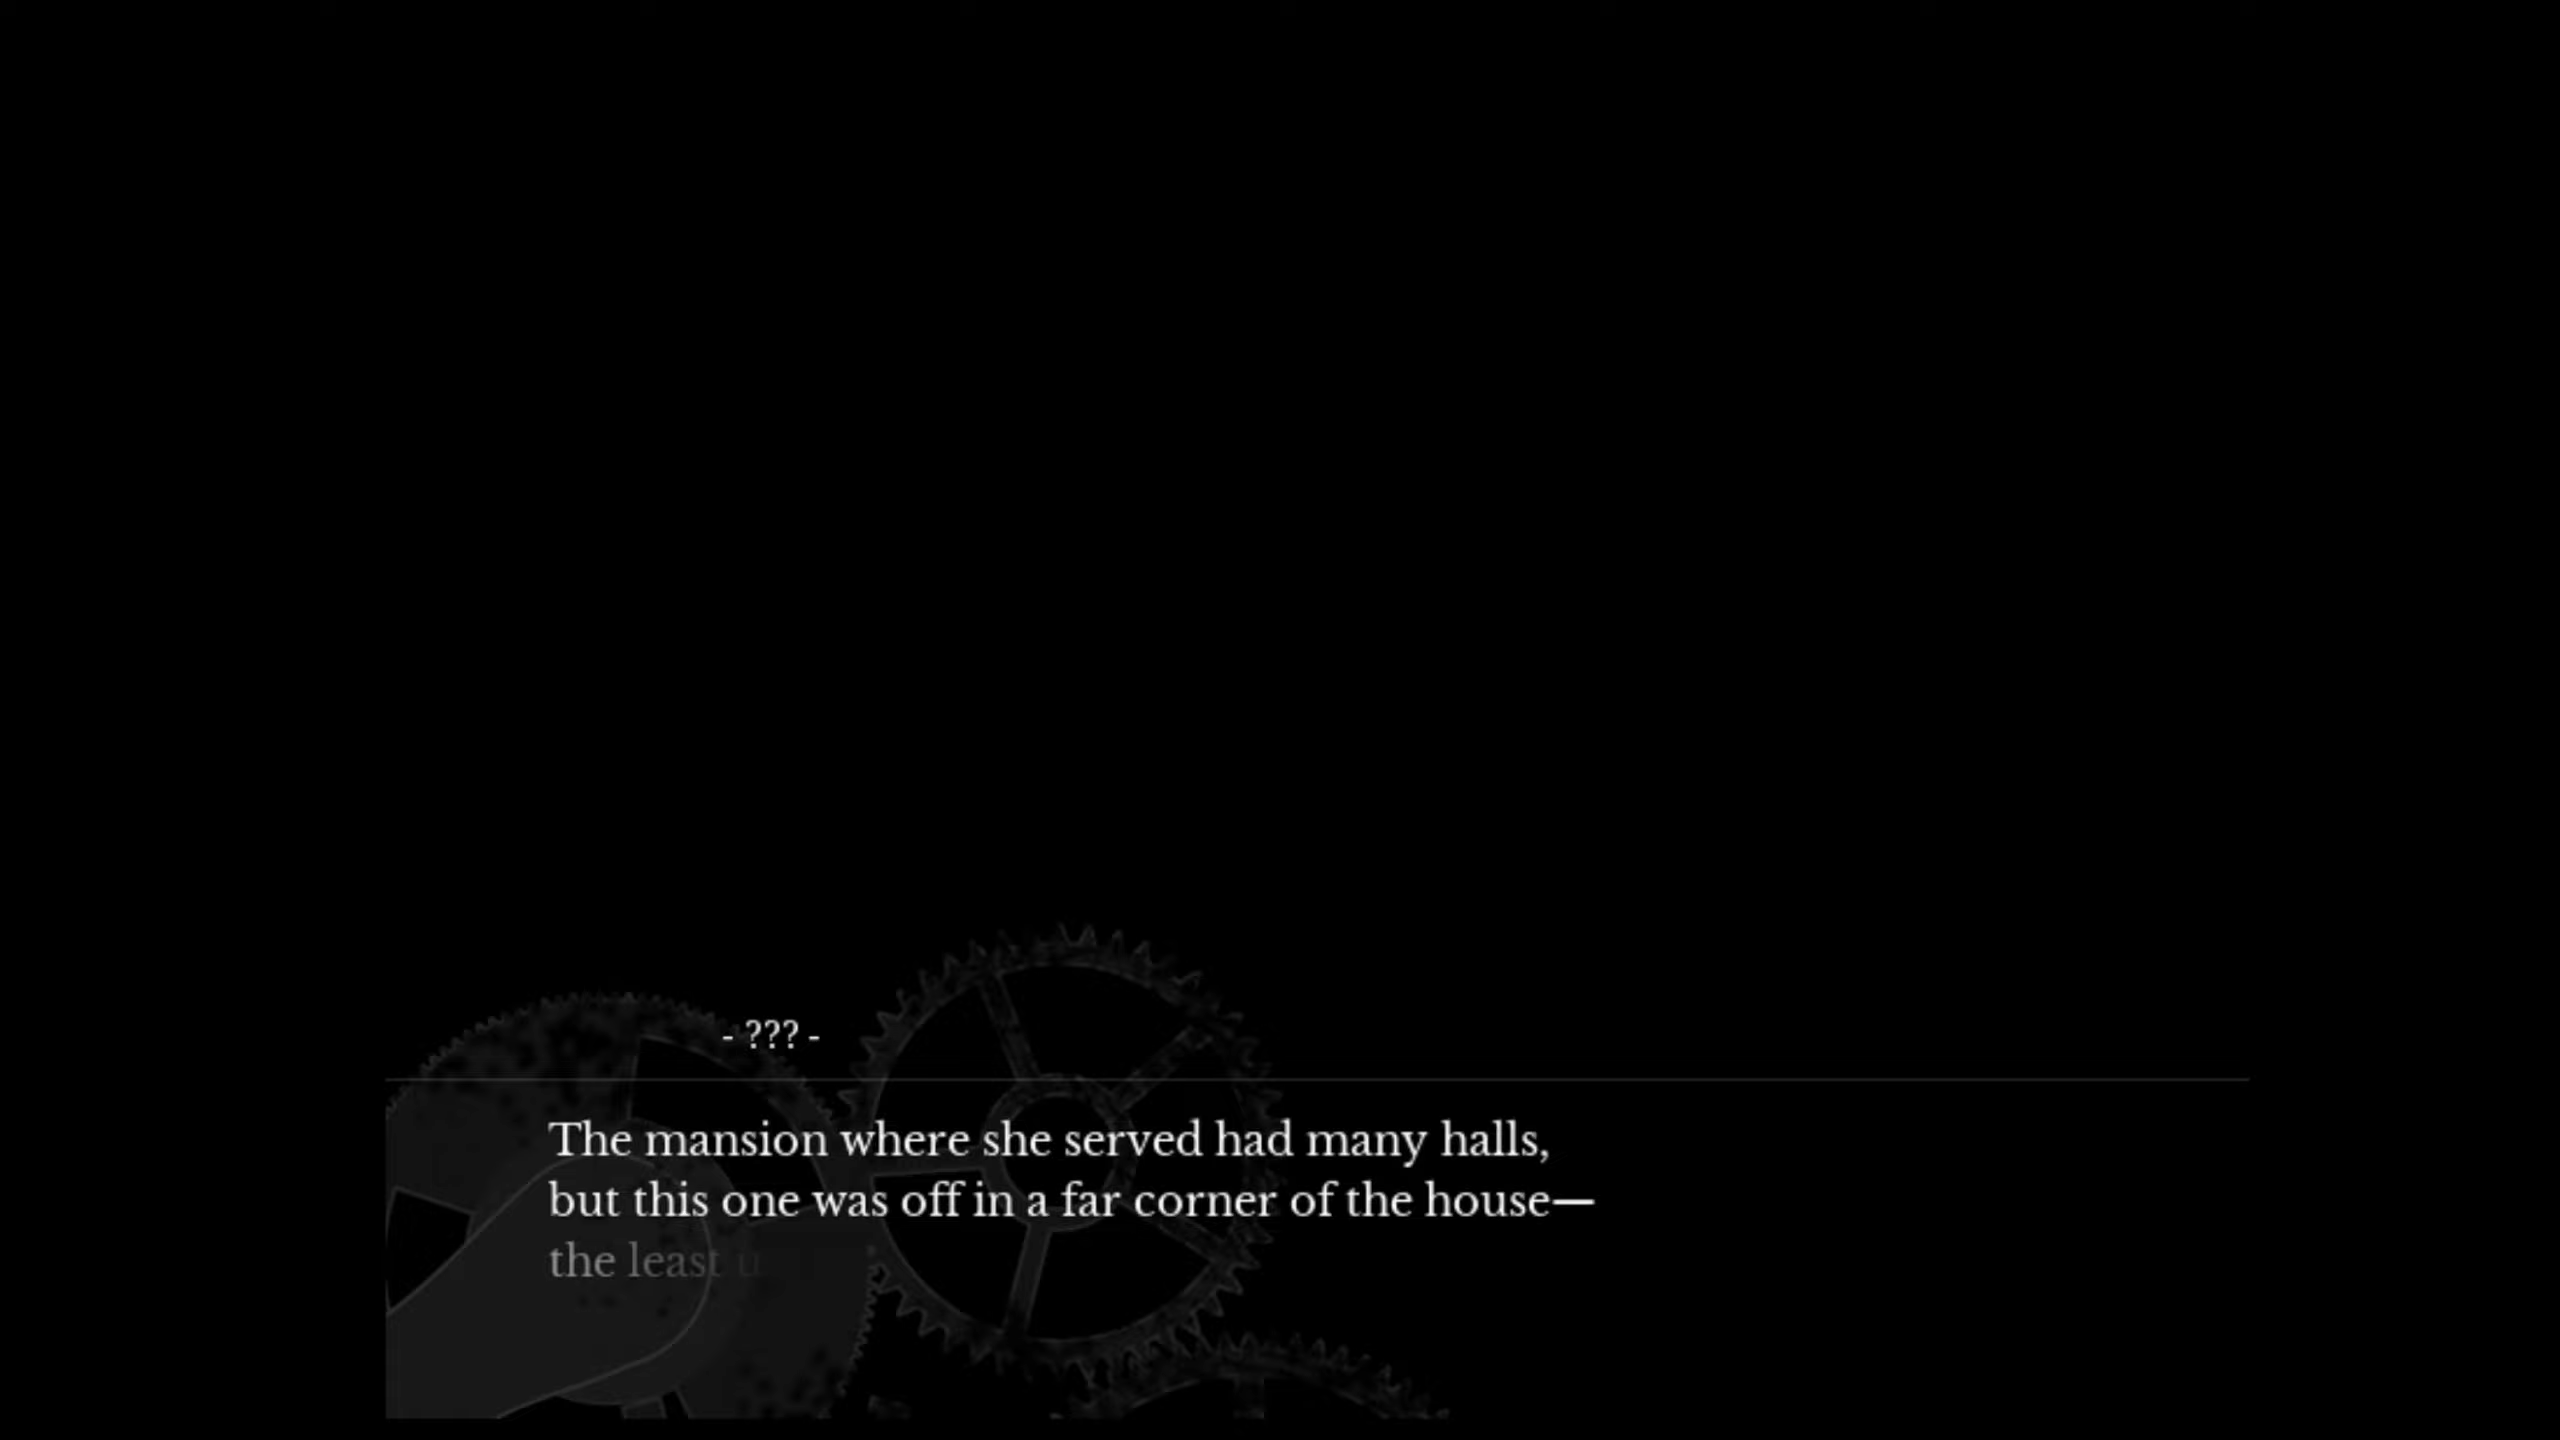 - ??? -
The mansion where she served had many halls,
but this one was off in a far corner of the house—
the least